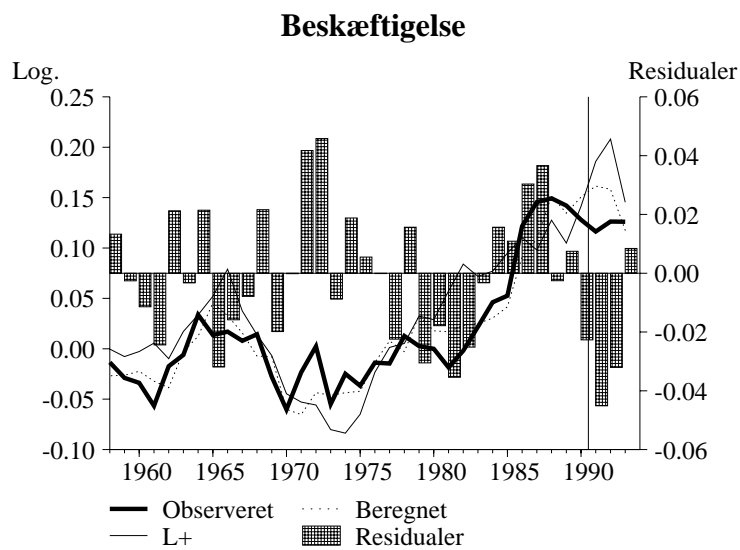 Beskæftigelse
Log. Residualer
0.25 0.06
0.20 0.04
0.15 0.02
0.10 0.00
0.05 -0.02
0.00 -0.04
-0.05 -0.06
-0.10
1960 1965 1970 1975 1980 1985 1990
Observeret Beregnet
L+ Residualer